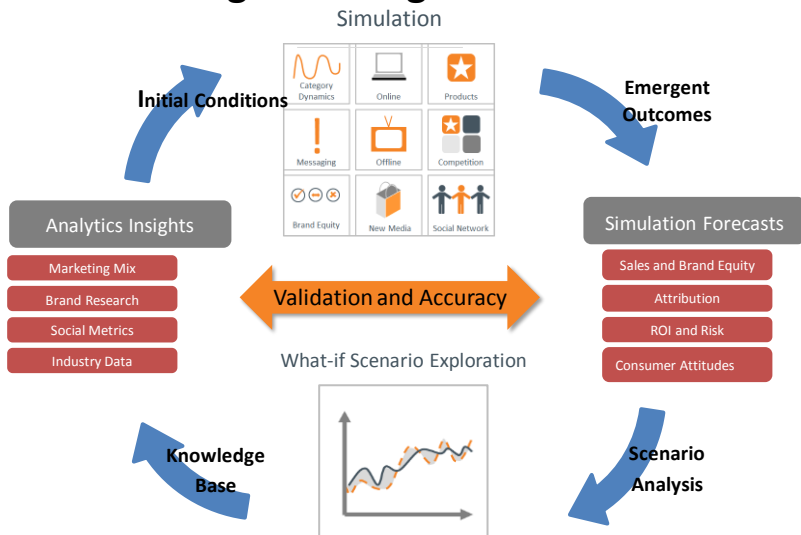 Simulation
Category
Dynamics
Online
Products
Messaging
Offline
Competition
Brand Equity
New Media
Social Network
Initial Conditions
Emergent
Outcomes
Analytics Insights
Marketing Mix
Brand Research
Social Metrics
Industry Data
Simulation Forecasts
Sales and Brand Equity
Attribution
ROI and Risk
Consumer Attitudes
Validation and Accuracy
What-if Scenario Exploration
Knowledge
Base
Scenario
Analysis